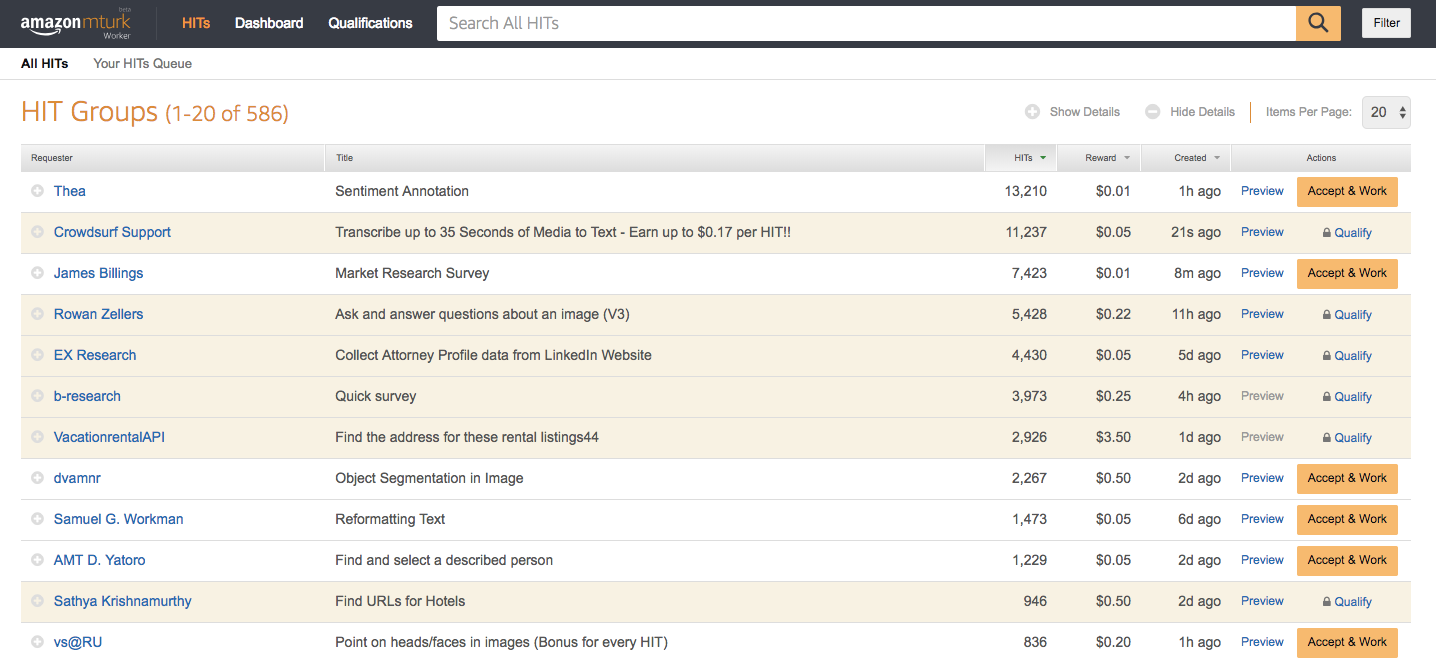 beta
amazonmturk
Worker
HITs Dashboard Qualifications Search All HITs Filter
All HITs Your HITs Queue
HIT Groups (1-20 of 586) Show Details Hide Details Items Per Page: 20
Requester Title HITs Reward Created Actions
Thea Sentiment Annotation 13,210 $0.01 1h ago Preview Accept & Work
Crowdsurf Support Transcribe up to 35 Seconds of Media to Text - Earn up to $0.17 per HIT!! 11,237 $0.05 21s ago Preview Qualify
James Billings Market Research Survey 7,423 $0.01 8m ago Preview Accept & Work
Rowan Zellers Ask and answer questions about an image (V3) 5,428 $0.22 11h ago Preview Qualify
EX Research Collect Attorney Profile data from LinkedIn Website 4,430 $0.05 5d ago Preview Qualify
b-research Quick survey 3,973 $0.25 4h ago Preview Qualify
VacationrentalAPI Find the address for these rental listings44 2,926 $3.50 1d ago Preview Qualify
dvamnr Object Segmentation in Image 2,267 $0.50 2d ago Preview Accept & Work
Samuel G. Workman Reformatting Text 1,473 $0.05 6d ago Preview Accept & Work
AMT D. Yatoro Find and select a described person 1,229 $0.05 2d ago Preview Accept & Work
Sathya Krishnamurthy Find URLs for Hotels 946 $0.50 2d ago Preview Qualify
vs@RU Point on heads/faces in images (Bonus for every HIT) 836 $0.20 1h ago Preview Accept & Work